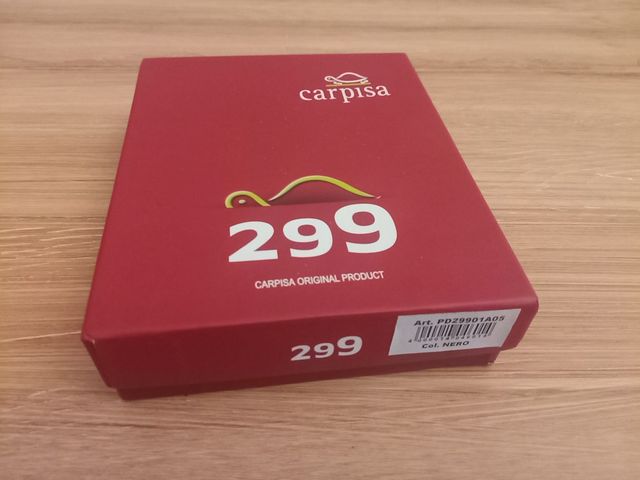 carpisa
299
CARPISA ORIGINAL PRODUCT
299
Art. PD29901A05
Col. NERO